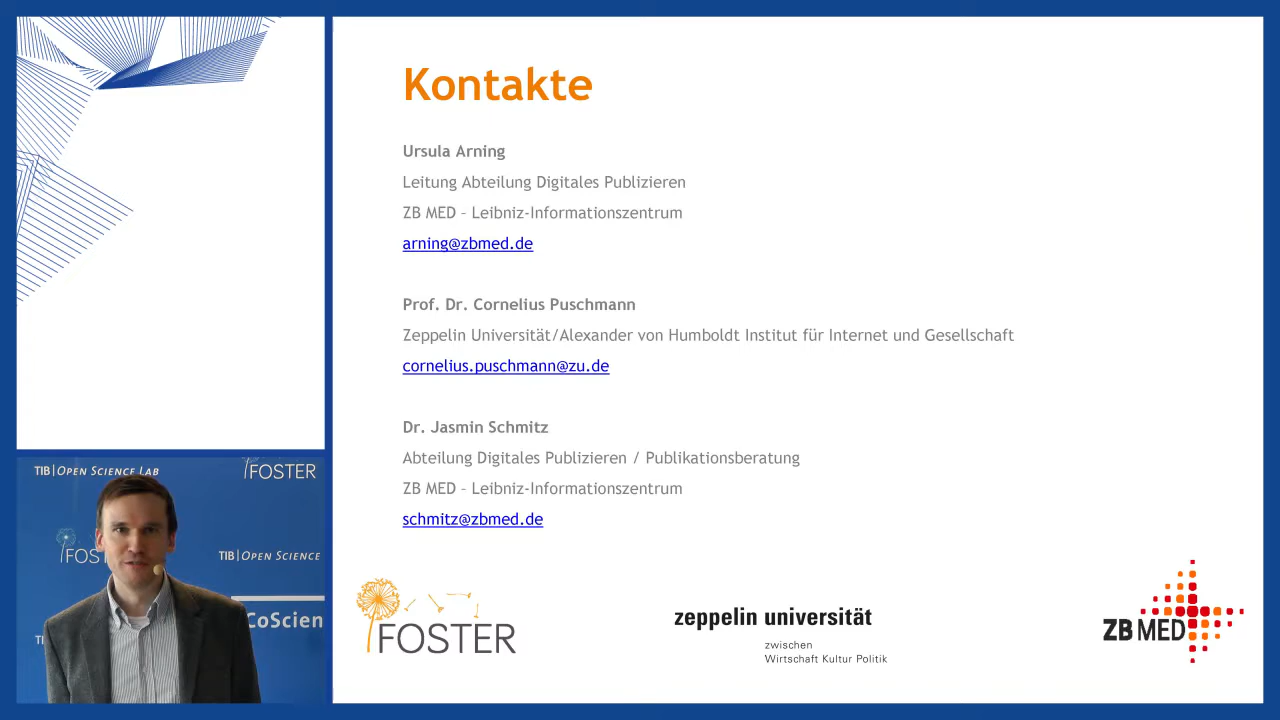 Kontakte
Ursula Arning
Leitung Abteilung Digitales Publizieren
ZB MED – Leibniz-Informationszentrum
arning@zbmed.de
Prof. Dr. Cornelius Puschmann
Zeppelin Universität/Alexander von Humboldt Institut für Internet und Gesellschaft
cornelius.puschmann@zu.de
Dr. Jasmin Schmitz
Abteilung Digitales Publizieren / Publikationsberatung
ZB MED – Leibniz-Informationszentrum
schmitz@zbmed.de
TIB|OPEN SCIENCE LAB
FOSTER
FOS
TIB|OPEN SCIENCE
CoScien
TI
FOSTER
zeppelin universität
zwischen
Wirtschaft Kultur Politik
ZB MED